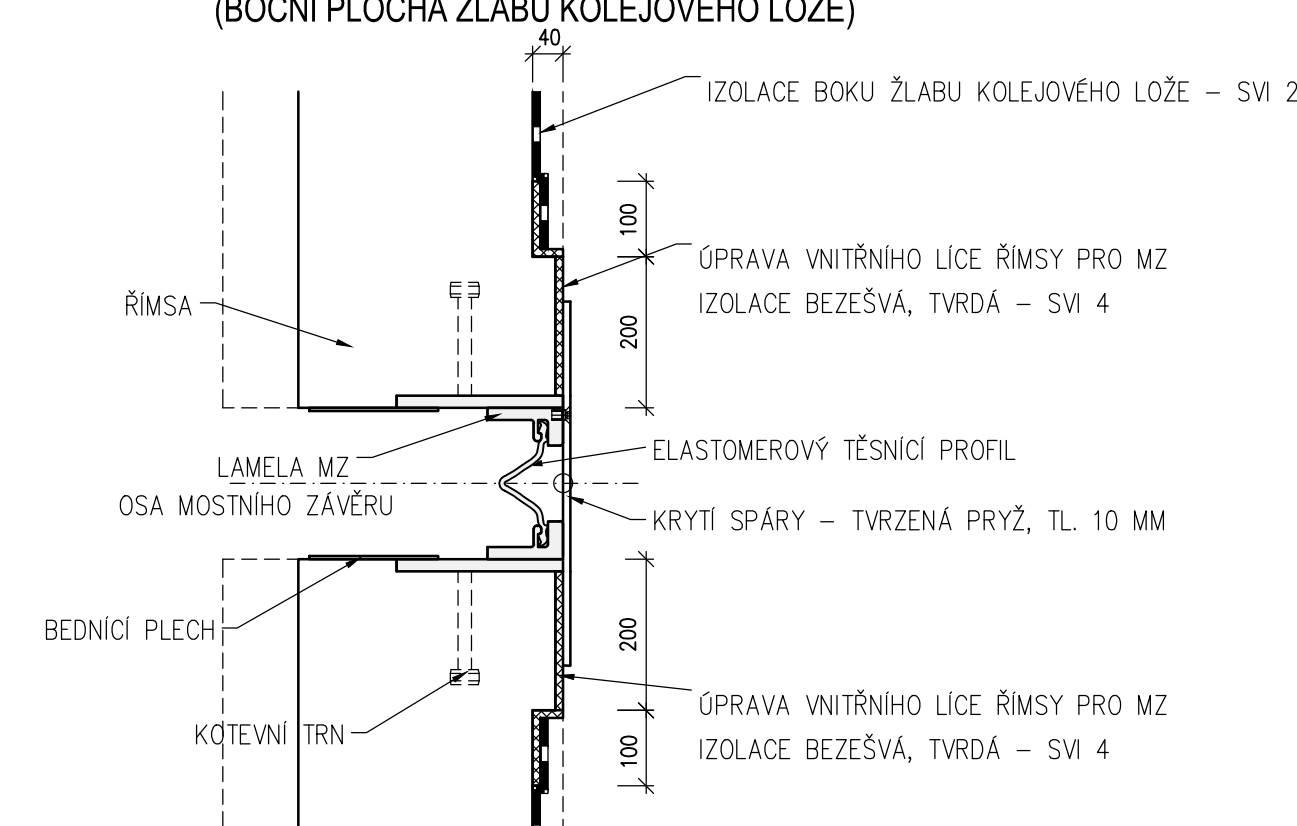 (BOČNÍ PLOCHA ŽLABU KOLEJOVÉHO LOŽE)
40
IZOLACE BOKU ŽLABU KOLEJOVÉHO LOŽE – SVI 2
100
ÚPRAVA VNITŘNÍHO LÍCE ŘÍMSY PRO MZ
IZOLACE BEZEŠVÁ, TVRDÁ – SVI 4
ŘÍMSA
200
ELASTOMEROVÝ TĚSNÍCÍ PROFIL
LAMELA MZ
OSA MOSTNÍHO ZÁVĚRU
KRYTÍ SPÁRY – TVRZENÁ PRYŽ, TL. 10 MM
BEDNÍCÍ PLECH
200
ÚPRAVA VNITŘNÍHO LÍCE ŘÍMSY PRO MZ
KOTEVNÍ TRN
IZOLACE BEZEŠVÁ, TVRDÁ – SVI 4
100